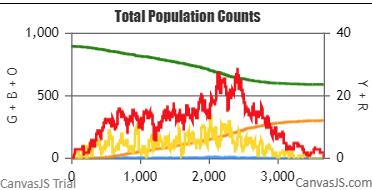 Total Population Counts
1,000
500
0
G + B + O
40
20
0
Y + R
0
1,000
2,000
3,000
CanvasJS Trial
CanvasJS.com